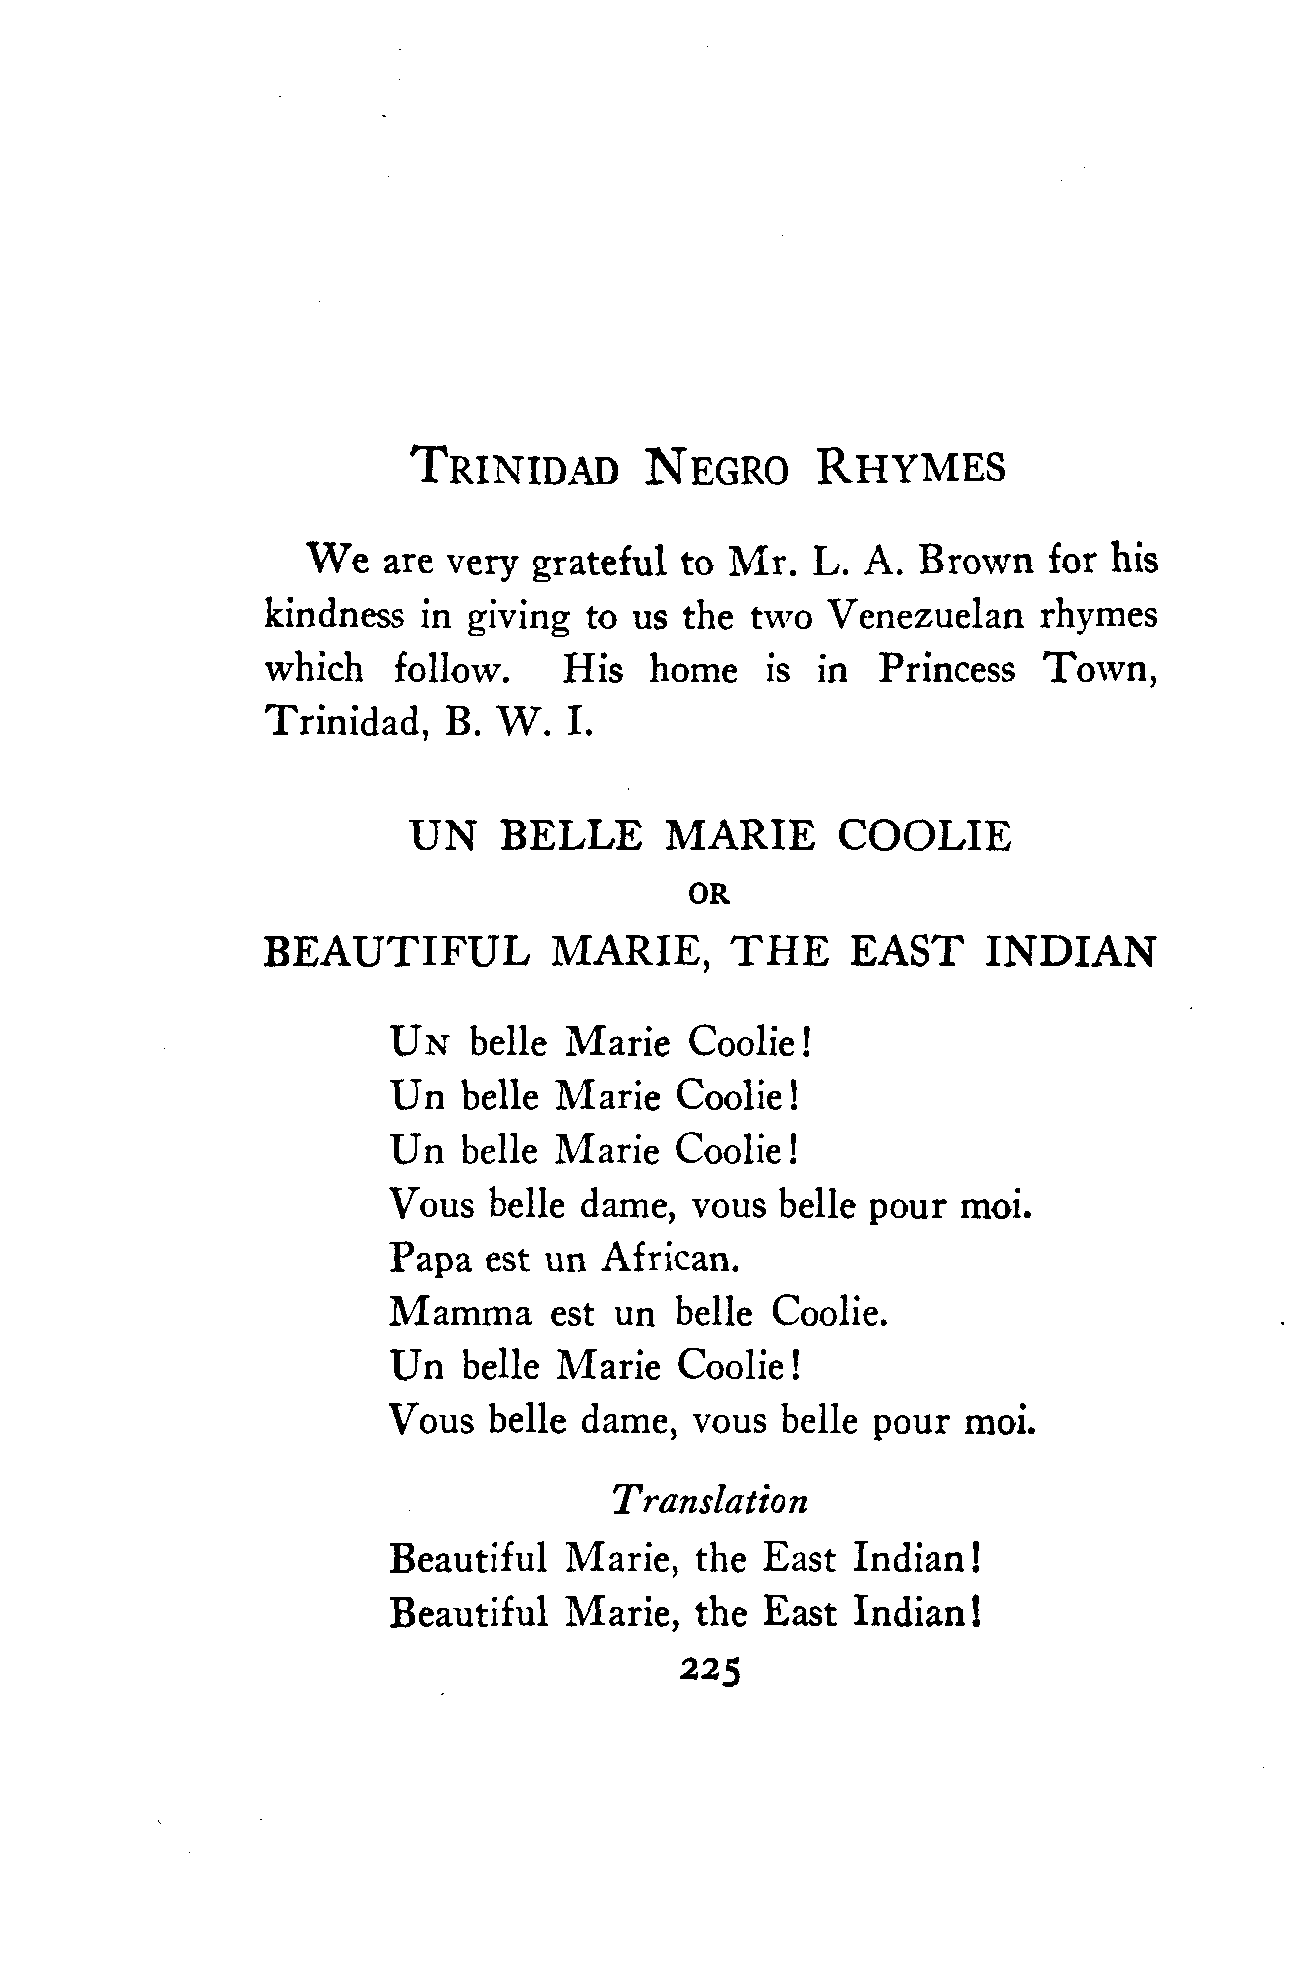 TRINIDAD NEGRO RHYMES
We are very grateful to Mr. L. A. Brown for his
kindness in giving to us the two Venezuelan rhymes
which follow. His home is in Princess Town,
Trinidad, B. W. I.
UN BELLE MARIE COOLIE
OR
BEAUTIFUL MARIE, THE EAST INDIAN
UN belle Marie Coolie!
Un belle Marie Coolie!
Un belle Marie Coolie!
Vous belle dame, vous belle pour moi.
Papa est un African.
Mamma est un belle Coolie.
Un belle Marie Coolie!
Vous belle dame, vous belle pour moi.
Translation
Beautiful Marie, the East Indian!
Beautiful Marie, the East Indian!
225